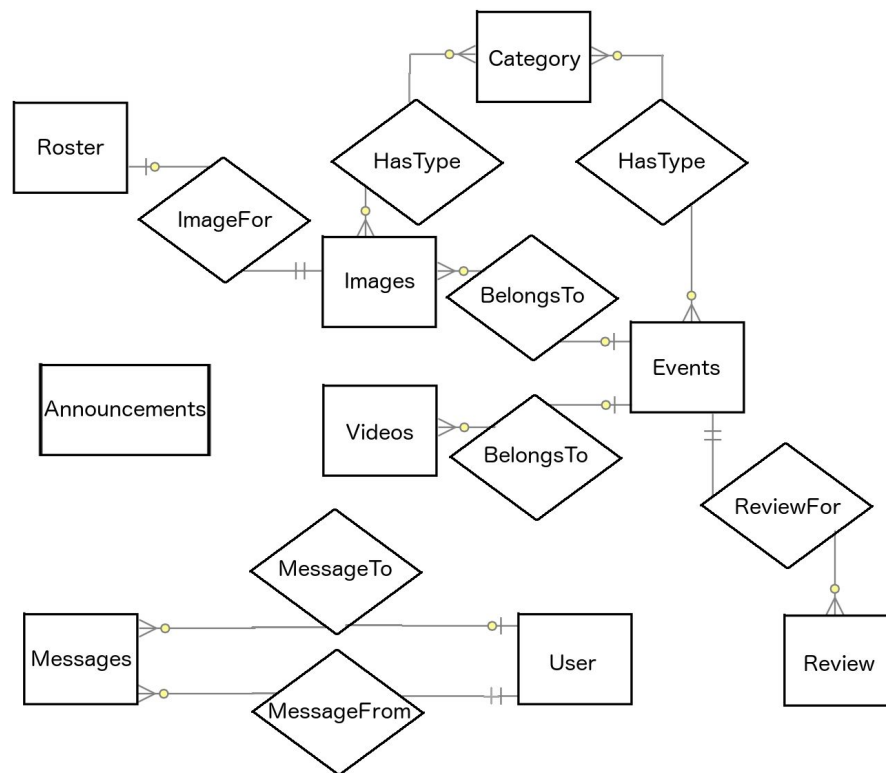 Category
Roster
HasType
HasType
ImageFor
Images
BelongsTo
Events
Announcements
Videos
BelongsTo
ReviewFor
MessageTo
Messages
User
Review
MessageFrom